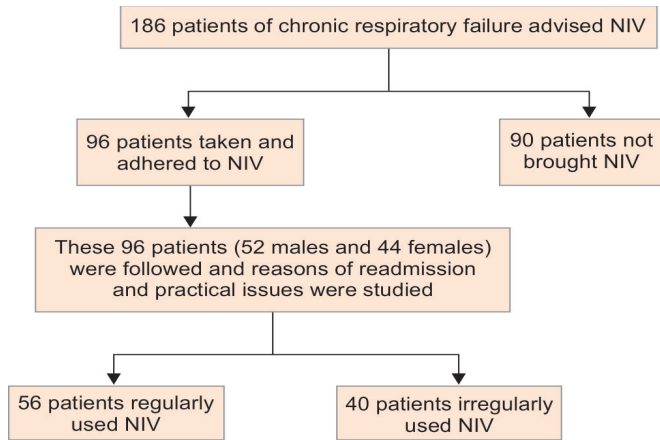 186 patients of chronic respiratory failure advised NIV
96 patients taken and
adhered to NIV
90 patients not
brought NIV
These 96 patients (52 males and 44 females)
were followed and reasons of readmission
and practical issues were studied
56 patients regularly
used NIV
40 patients irregularly
used NIV